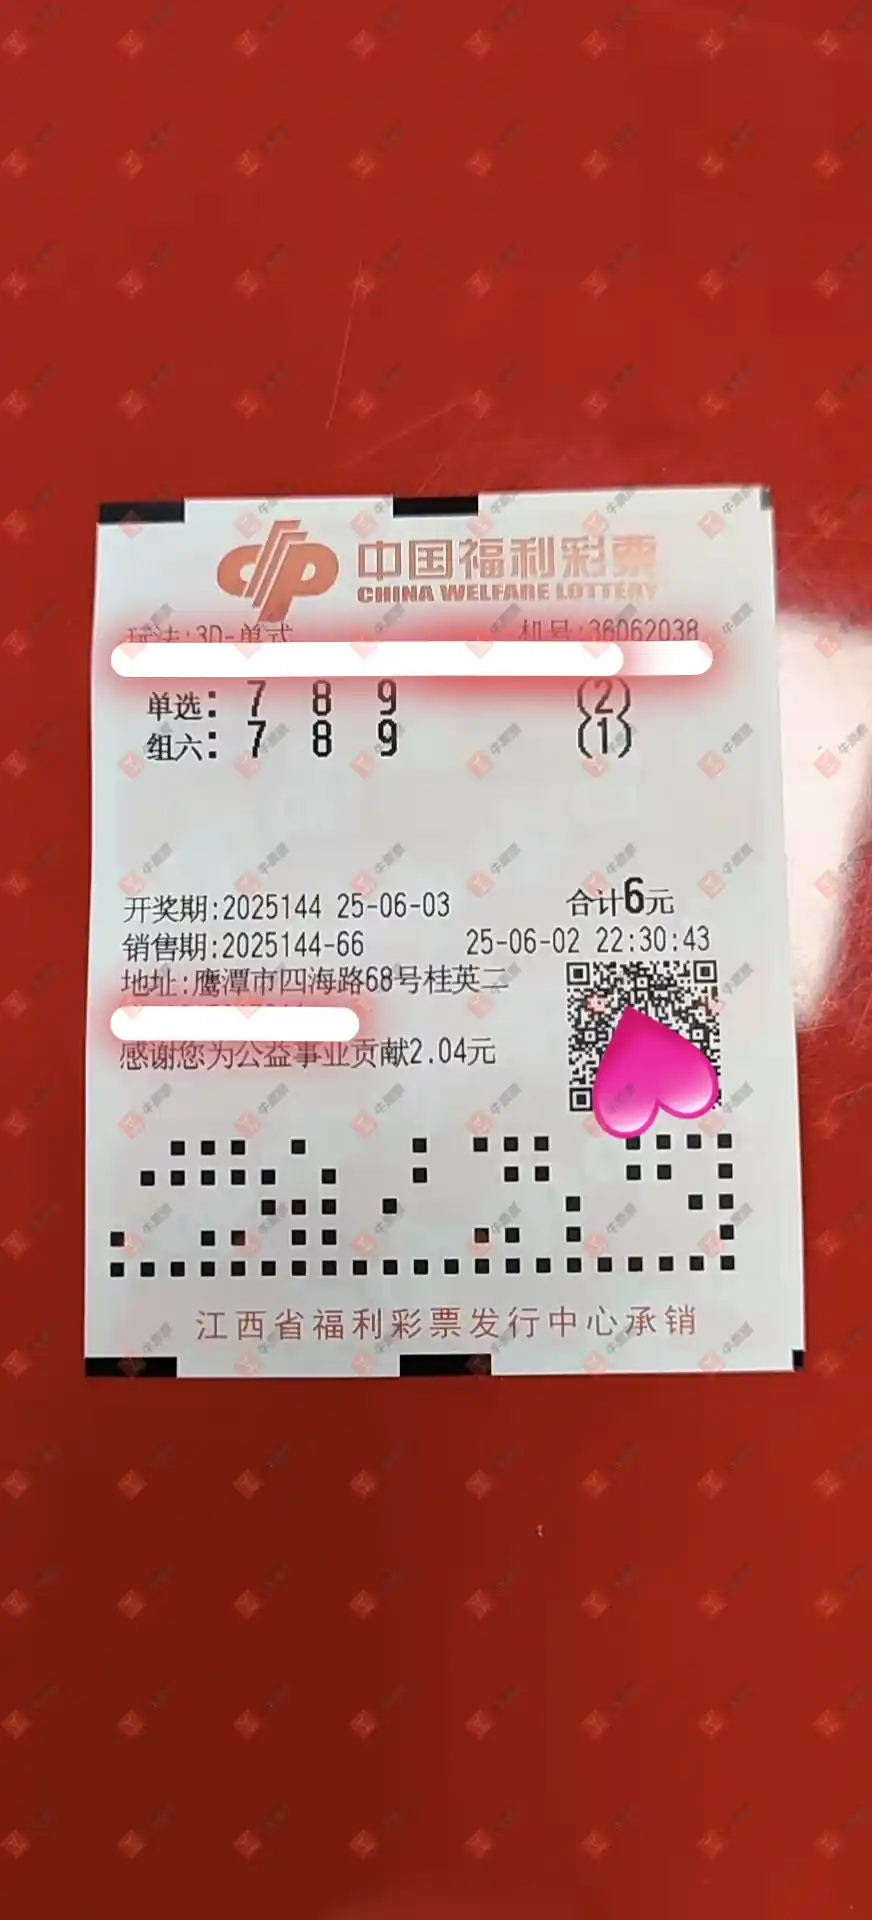 中国福利彩票
CHINA WELFARE LOTTERY
玩法:3D-单式 机号:36062038
单选: 7 8 9 (2)
组六: 7 8 9 (1)
开奖期:2025144 25-06-03 合计6元
销售期:2025144-66 25-06-02 22:30:43
地址:鹰潭市四海路68号桂英二
感谢您为公益事业贡献2.04元
江西省福利彩票发行中心承销